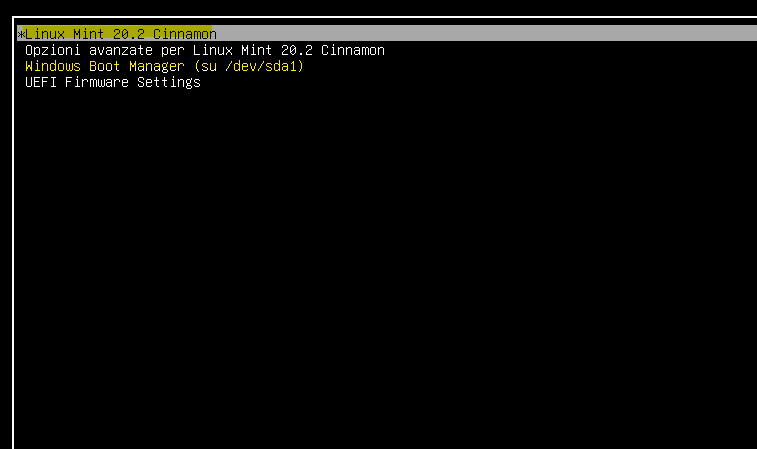 *Linux Mint 20.2 Cinnamon
Opzioni avanzate per Linux Mint 20.2 Cinnamon
Windows Boot Manager (su /dev/sda1)
UEFI Firmware Settings